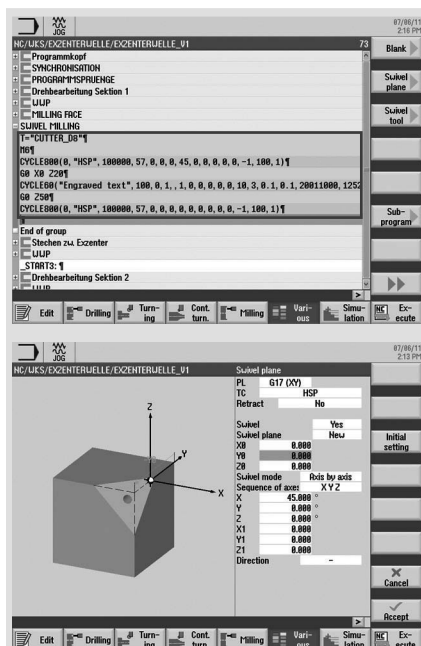 07/06/11
2:16 PM
JOG
NC/WKS/EXZENTERWELLE/EXZENTERWELLE_V1 73
Programmkopf
SYNCHRONISATION
PROGRAMMSPRUENGE
Drehbearbeitung Sektion 1
WWP
MILLING FACE
SWIVEL MILLING
T="CUTTER_D8"¶
M6¶
CYCLE800(0,"HSP",100000,57,0,0,0,45,0,0,0,0,0,-1,100,1)¶
G0 X0 Z20¶
CYCLE60("Engraved text",100,0,1,,1,0,0,0,0,0,10,3,0.1,0.1,20011000,1252
G0 Z50¶
CYCLE800(0,"HSP",100000,57,0,0,0,0,0,0,0,0,0,-1,100,1)¶
¶
End of group
Stechen zw. Exzenter
WWP
_START3: ¶
Drehbearbeitung Sektion 2
WWP
Blank
Swivel plane
Swivel tool
Sub-program
Edit Drilling Turn-ing Cont. turn. Milling Vari-ous Simu-lation NC Ex-ecute
07/06/11
2:13 PM
JOG
NC/WKS/EXZENTERWELLE/EXZENTERWELLE_V1 Swivel plane
PL G17 (XY)
TC HSP
Retract No
Swivel Yes
Swivel plane New
X0 0.000
Y0 0.000
Z0 0.000
Swivel mode Axis by axis
Sequence of axes X Y Z
X 45.000 °
Y 0.000 °
Z 0.000 °
X1 0.000
Y1 0.000
Z1 0.000
Direction -
Z
Y
X
Initial setting
Cancel
Accept
Edit Drilling Turn-ing Cont. turn. Milling Vari-ous Simu-lation NC Ex-ecute